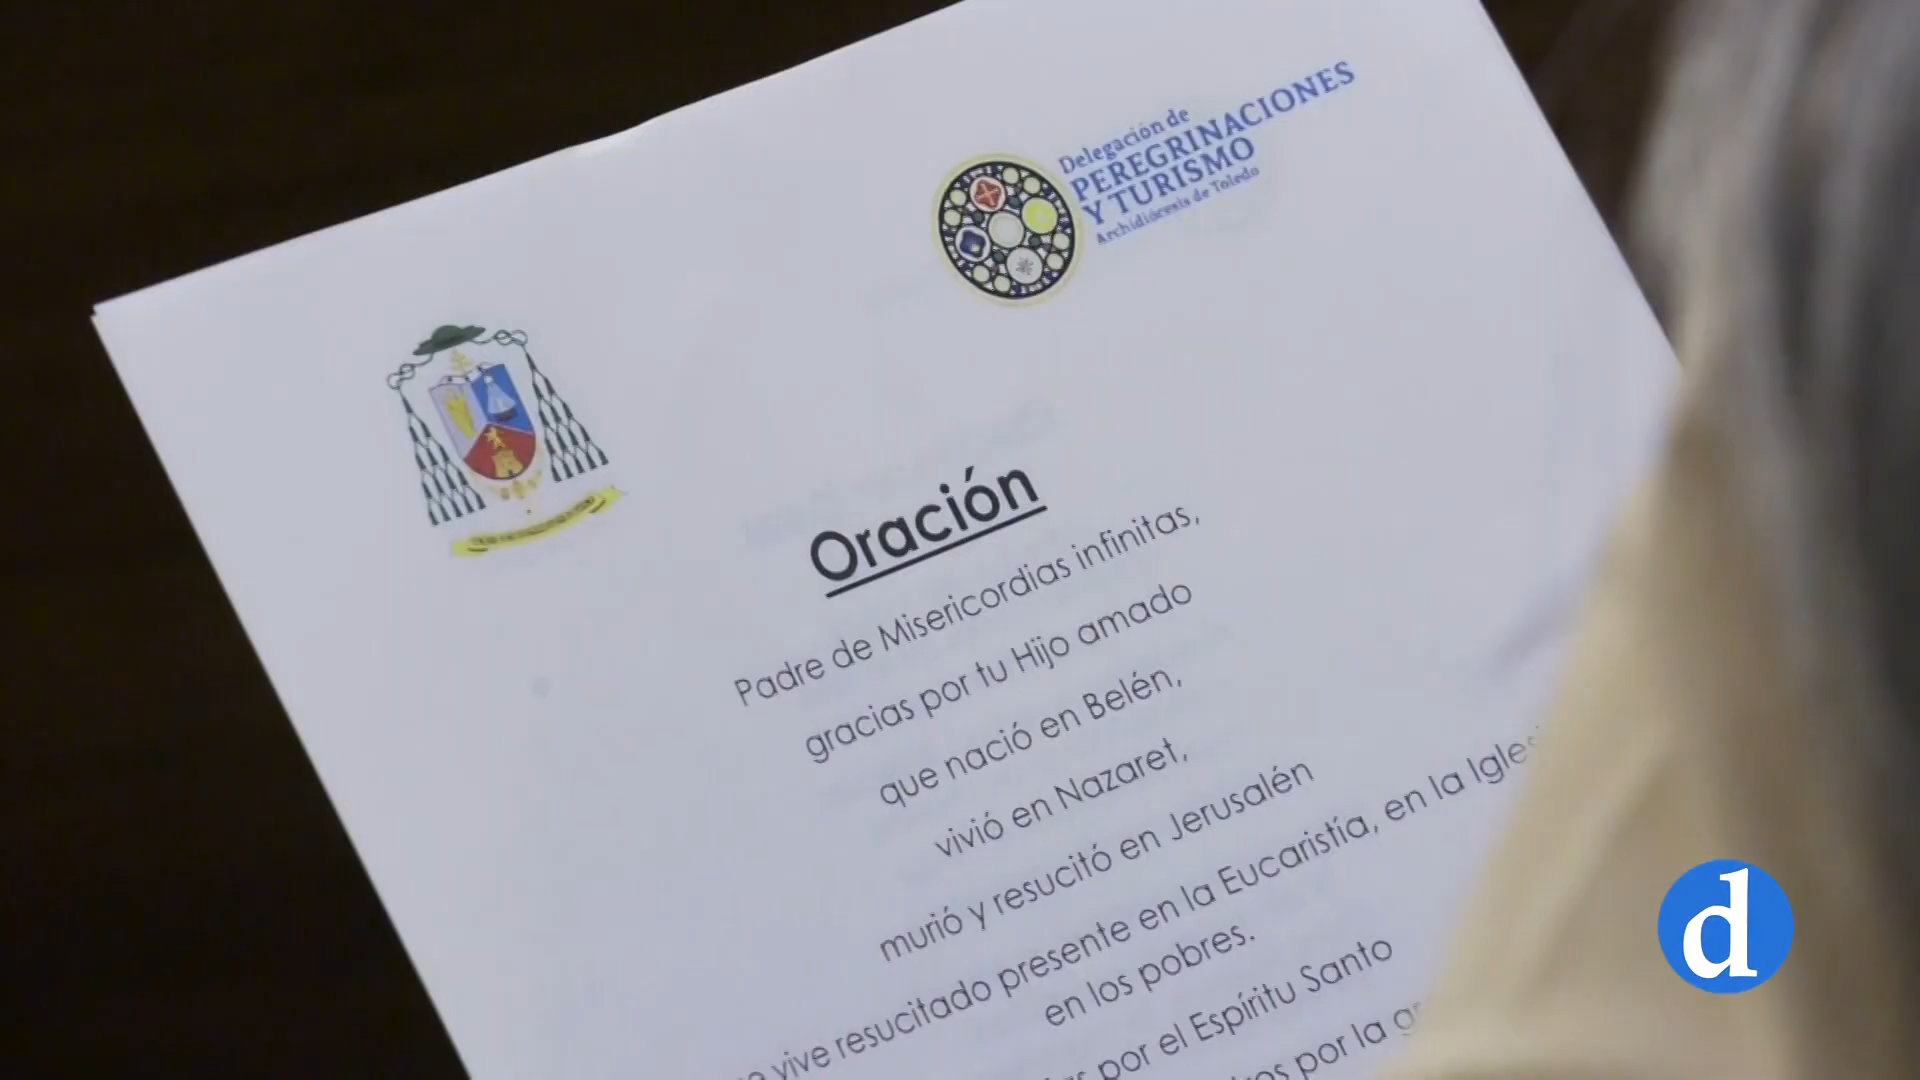 Delegación de
PEREGRINACIONES
Y TURISMO
Archidiócesis de Toledo
Oración
Padre de Misericordias infinitas,
gracias por tu Hijo amado
que nació en Belén,
vivió en Nazaret,
murió y resucitó en Jerusalén
vive resucitado presente en la Eucaristía, en la
en los pobres.
por el Espíritu Santo
por la
d